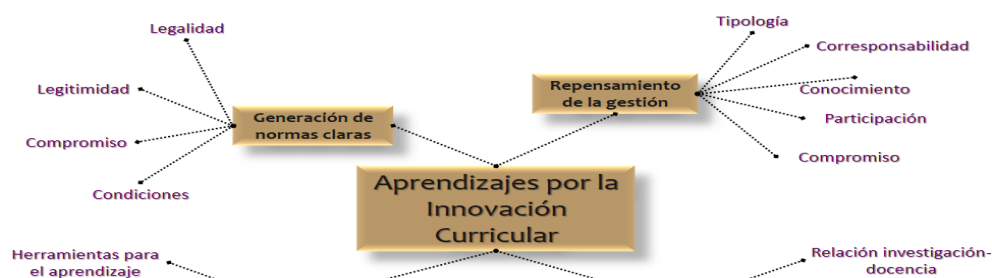 Legalidad
Legitimidad
Compromiso
Condiciones
Generación de
normas claras
Repensamiento
de la gestión
Tipología
Corresponsabilidad
Conocimiento
Participación
Compromiso
Aprendizajes por la
Innovación
Curricular
Herramientas para
el aprendizaje
Relación investigación-
docencia